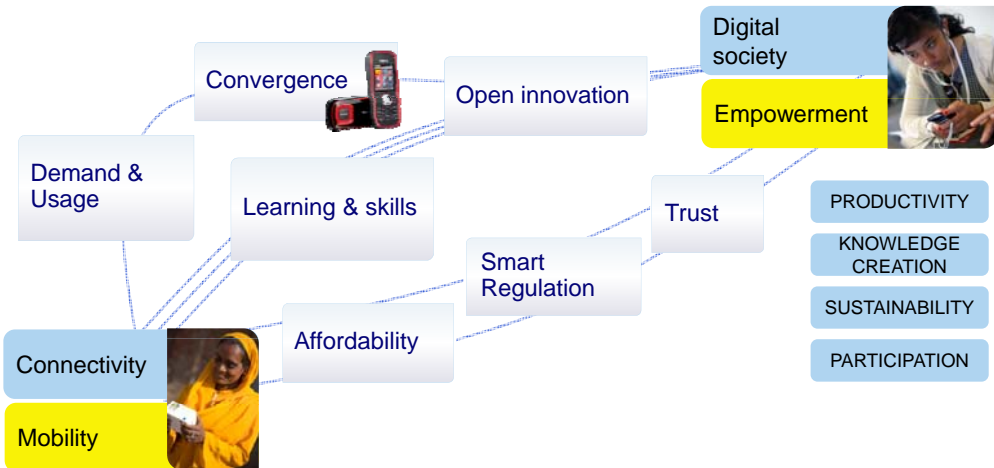 Digital
society
Convergence
Open innovation
Empowerment
Demand &
Usage
Learning & skills
Trust
PRODUCTIVITY
KNOWLEDGE
CREATION
Smart
Regulation
SUSTAINABILITY
Affordability
PARTICIPATION
Connectivity
Mobility